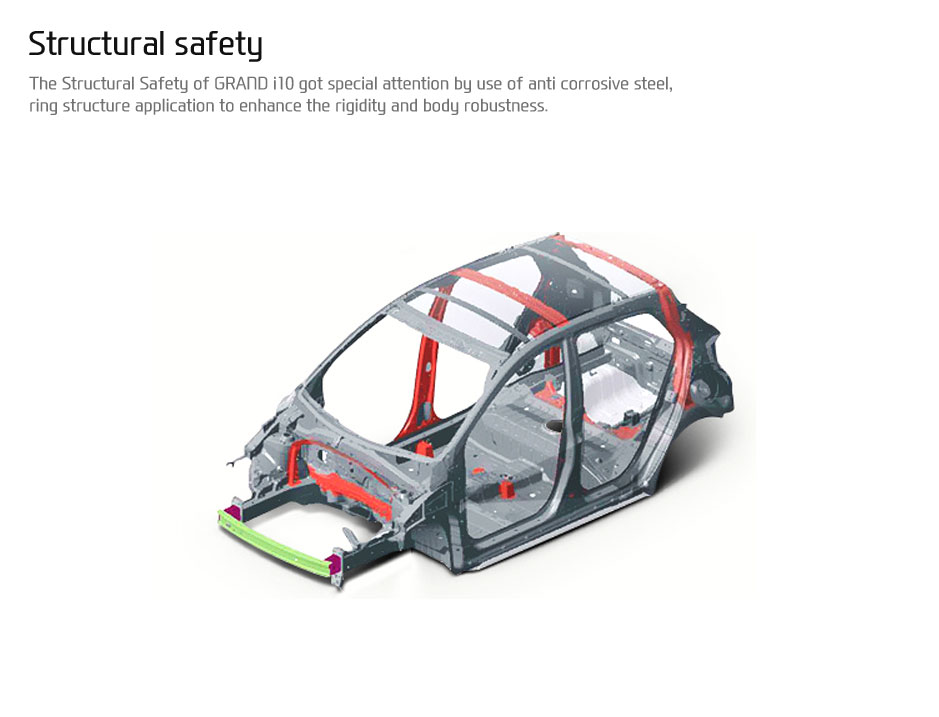 Structural safety
The Structural Safety of GRAND i10 got special attention by use of anti corrosive steel,
ring structure application to enhance the rigidity and body robustness.